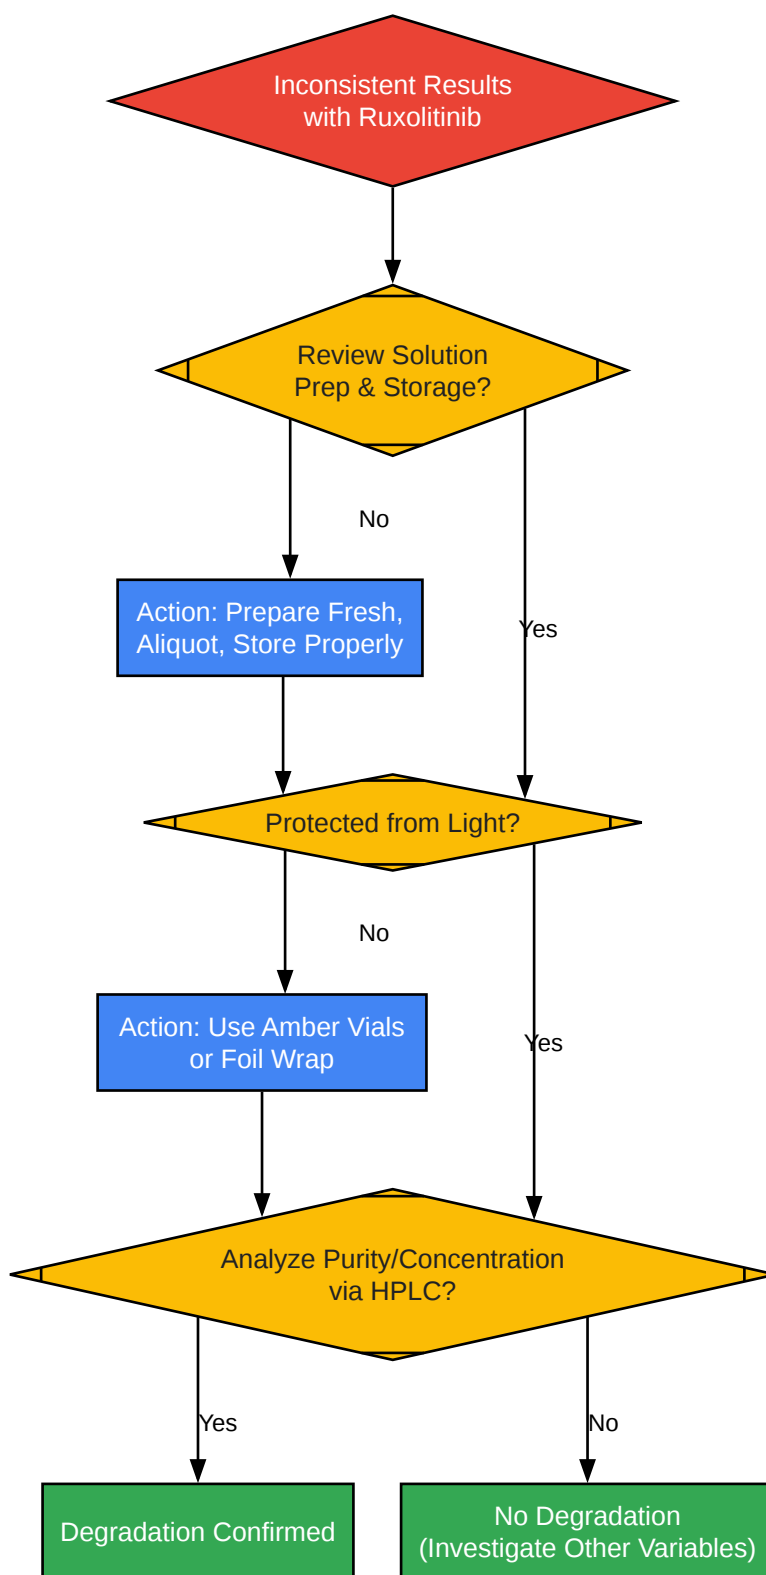 Inconsistent Results
with Ruxolitinib
Review Solution
Prep & Storage?
No
Action: Prepare Fresh,
Aliquot, Store Properly
Yes
Protected from Light?
No
Action: Use Amber Vials
or Foil Wrap
Yes
Analyze Purity/Concentration
via HPLC?
Yes
No
Degradation Confirmed
No Degradation
(Investigate Other Variables)